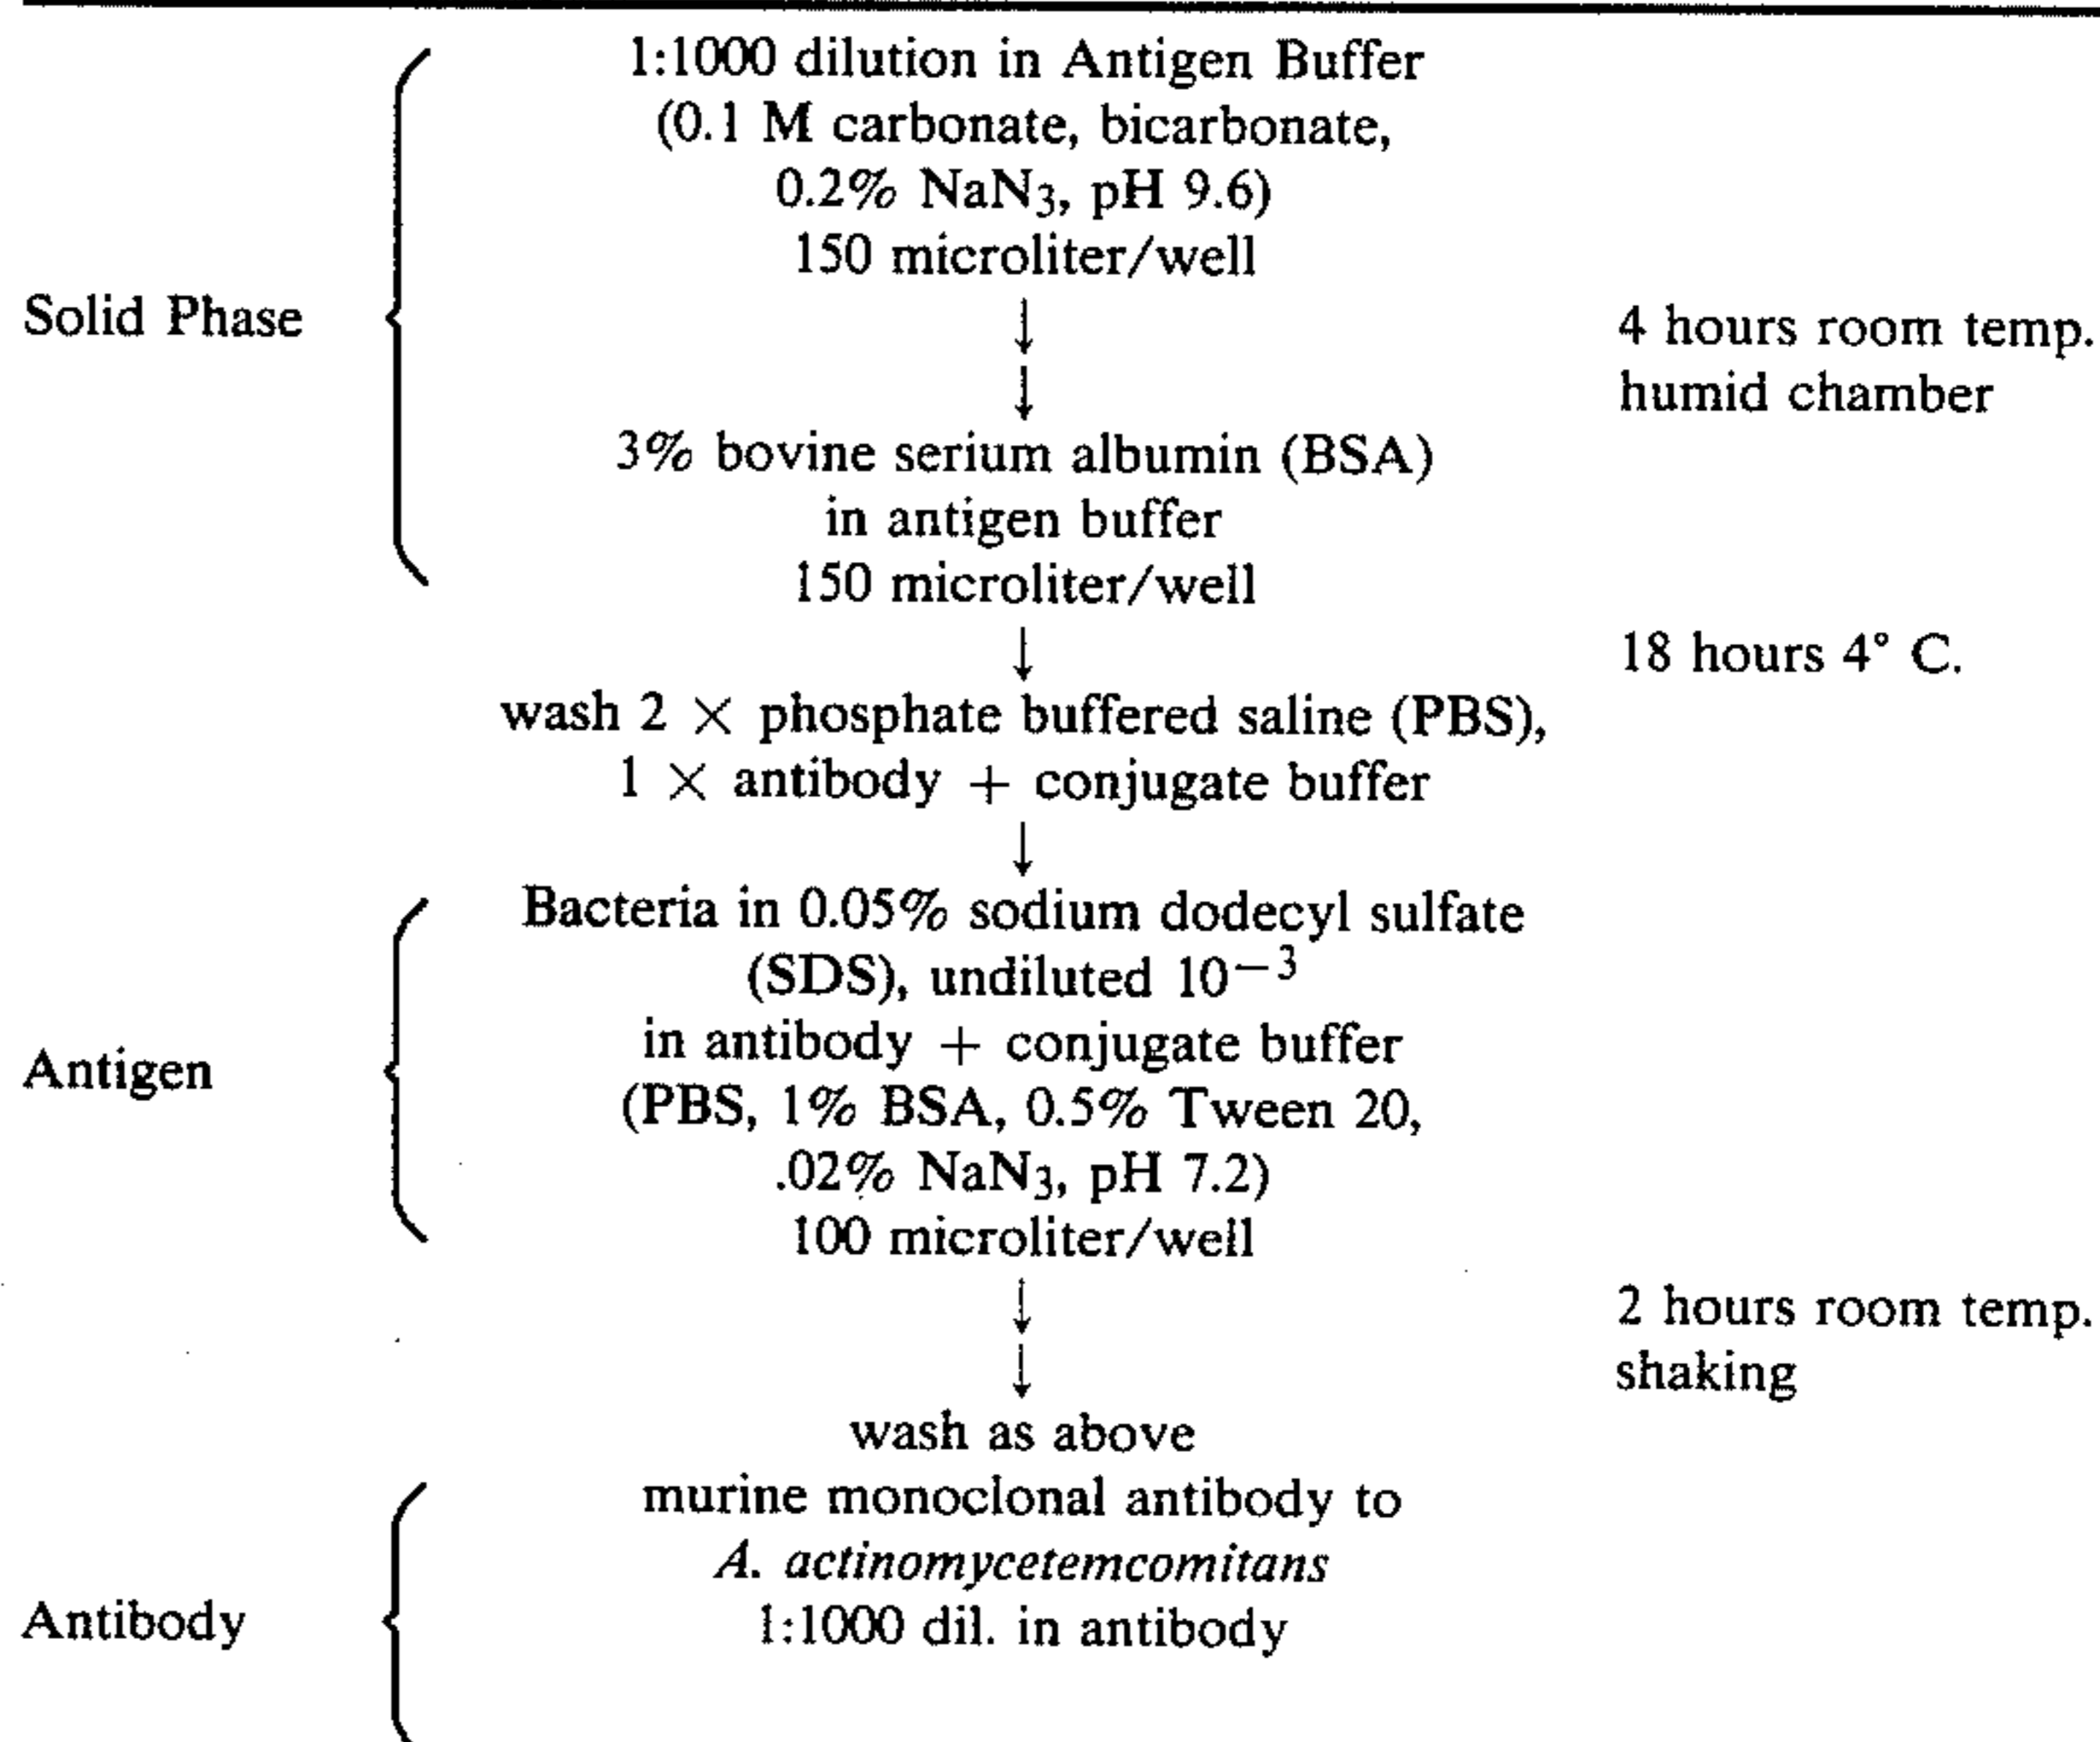 1:1000 dilution in Antigen Buffer
(0.1 M carbonate, bicarbonate,
0.2% NaN3, pH 9.6)
150 microliter/well
Solid Phase
↓
4 hours room temp.
↓
humid chamber
3% bovine serium albumin (BSA)
in antigen buffer
150 microliter/well
↓
18 hours 4° C.
wash 2 × phosphate buffered saline (PBS),
1 × antibody + conjugate buffer
↓
Bacteria in 0.05% sodium dodecyl sulfate
(SDS), undiluted 10−3
in antibody + conjugate buffer
Antigen
(PBS, 1% BSA, 0.5% Tween 20,
.02% NaN3, pH 7.2)
100 microliter/well
↓
2 hours room temp.
↓
shaking
wash as above
murine monoclonal antibody to
A. actinomycetemcomitans
Antibody
1:1000 dil. in antibody